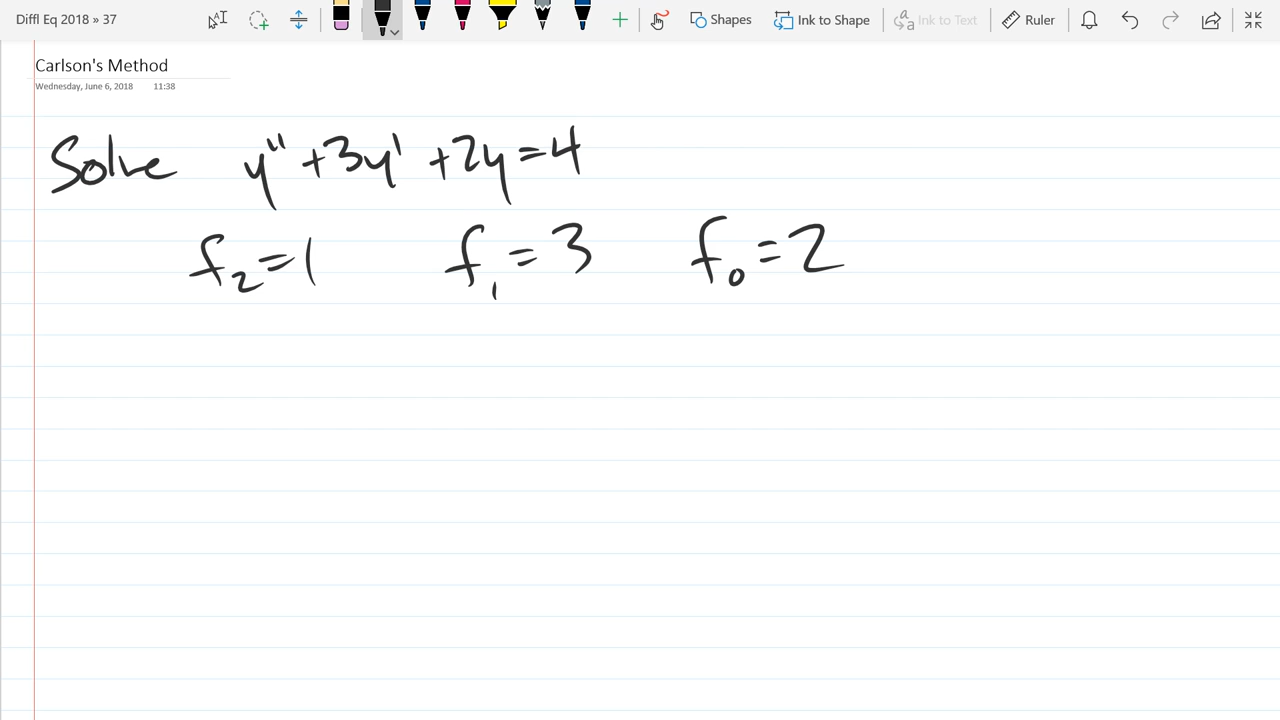 Diffl Eq 2018 » 37 Shapes Ink to Shape Ink to Text Ruler
Carlson's Method
Wednesday, June 6, 2018 11:38
Solve y'' + 3y' + 2y = 4
f₂ = 1 f₁ = 3 f₀ = 2